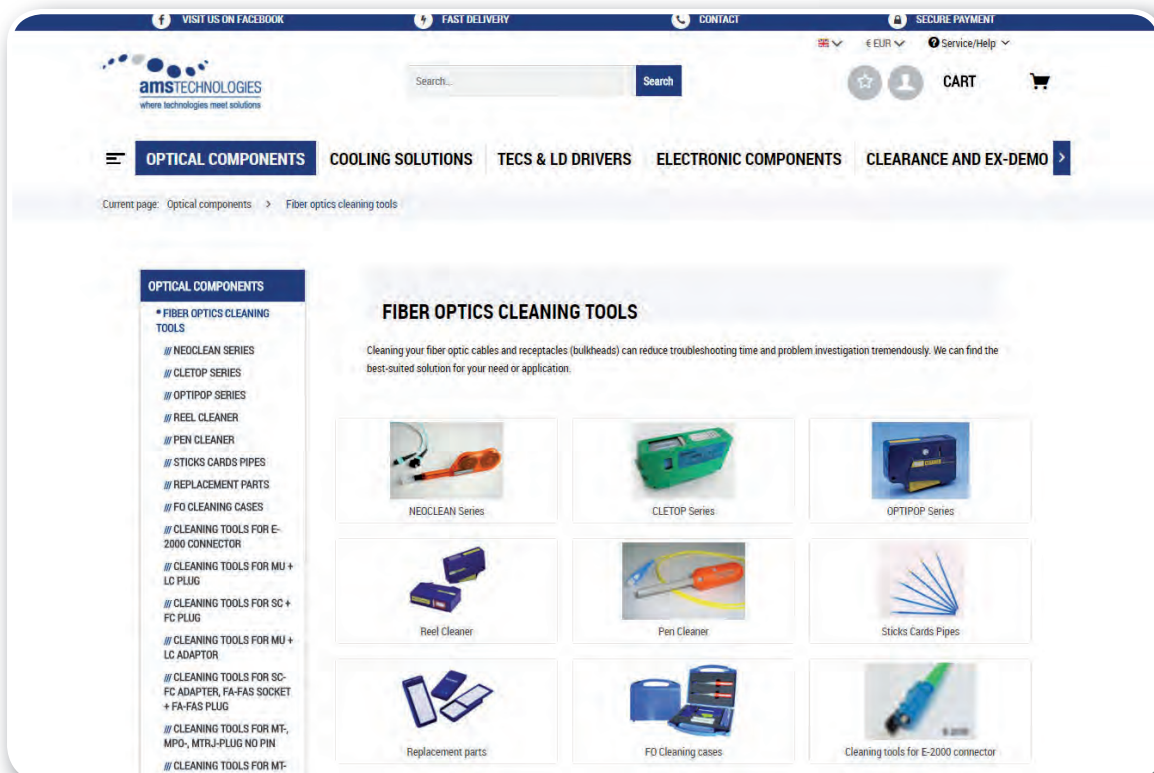 VISIT US ON FACEBOOK
FAST DELIVERY
CONTACT
SECURE PAYMENT
€ EUR
Service/Help
amsTECHNOLOGIES
where technologies meet solutions
Search...
Search
CART
OPTICAL COMPONENTS
COOLING SOLUTIONS
TECS & LD DRIVERS
ELECTRONIC COMPONENTS
CLEARANCE AND EX-DEMO
Current page: Optical components > Fiber optics cleaning tools
OPTICAL COMPONENTS
• FIBER OPTICS CLEANING
TOOLS
/// NEOCLEAN SERIES
/// CLETOP SERIES
/// OPTIPOP SERIES
/// REEL CLEANER
/// PEN CLEANER
/// STICKS CARDS PIPES
/// REPLACEMENT PARTS
/// FO CLEANING CASES
/// CLEANING TOOLS FOR E-
2000 CONNECTOR
/// CLEANING TOOLS FOR MU +
LC PLUG
/// CLEANING TOOLS FOR SC +
FC PLUG
/// CLEANING TOOLS FOR MU +
LC ADAPTOR
/// CLEANING TOOLS FOR SC-
FC ADAPTER, FA-FAS SOCKET
+ FA-FAS PLUG
/// CLEANING TOOLS FOR MT-,
MPO-, MTRJ-PLUG NO PIN
/// CLEANING TOOLS FOR MT-
FIBER OPTICS CLEANING TOOLS
Cleaning your fiber optic cables and receptacles (bulkheads) can reduce troubleshooting time and problem investigation tremendously. We can find the
best-suited solution for your need or application.
NEOCLEAN Series
CLETOP Series
OPTIPOP Series
Reel Cleaner
Pen Cleaner
Sticks Cards Pipes
Replacement parts
FO Cleaning cases
Cleaning tools for E-2000 connector